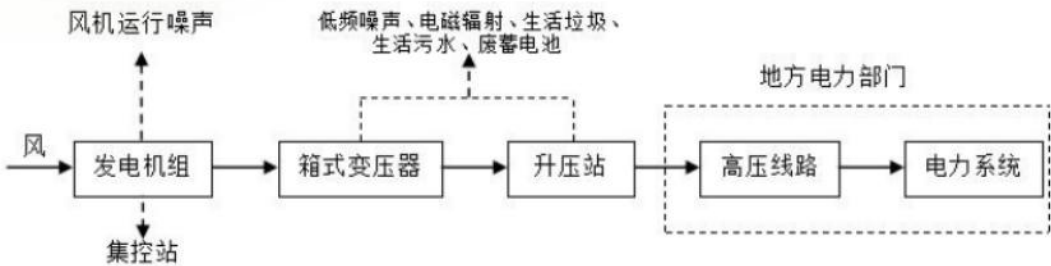 风机运行噪声
低频噪声、电磁辐射、生活垃圾、
生活污水、废蓄电池
地方电力部门
风
发电机组
箱式变压器
升压站
高压线路
电力系统
集控站